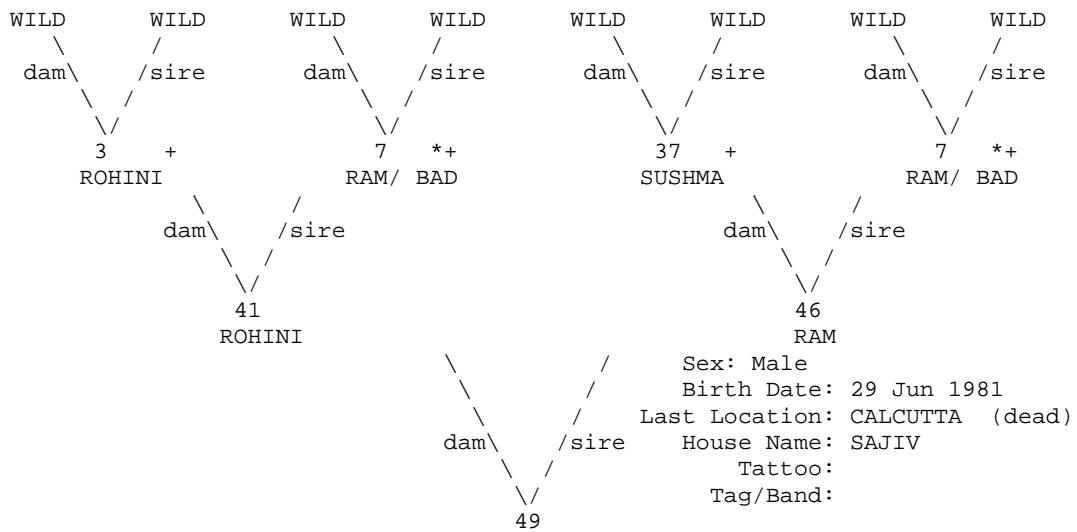 WILD WILD WILD WILD WILD WILD WILD WILD
\ / \ / \ / \ /
dam\ /sire dam\ /sire dam\ /sire dam\ /sire
\ / \ / \ / \ /
\/ \/ \/ \/
3 + 7 *+ 37 + 7 *+
ROHINI RAM/ BAD SUSHMA RAM/ BAD
\ / \ /
dam\ /sire dam\ /sire
\ / \ /
\/ \/
41 46
ROHINI RAM
\ / Sex: Male
\ / Birth Date: 29 Jun 1981
\ / Last Location: CALCUTTA (dead)
dam\ /sire House Name: SAJIV
\ / Tattoo:
\/ Tag/Band:
49